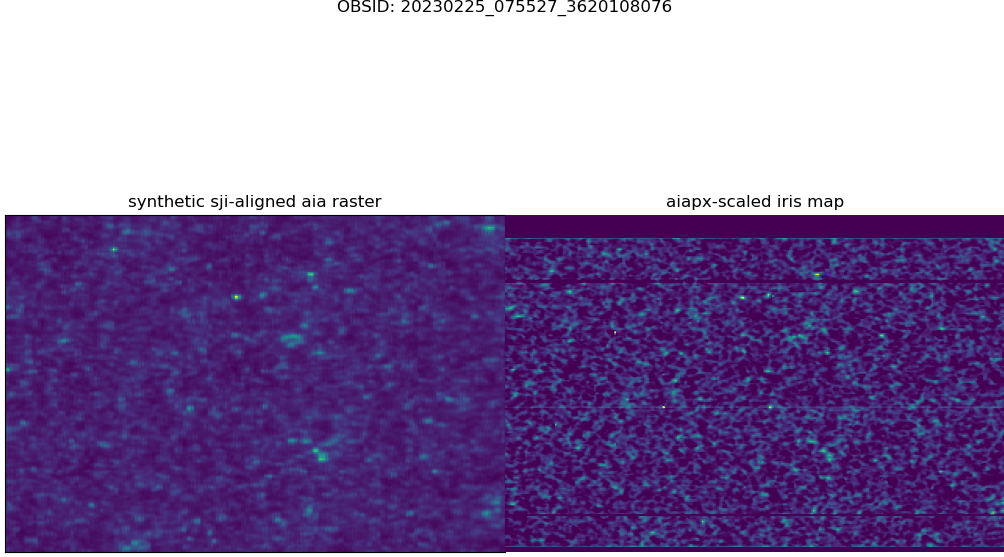 OBSID: 20230225_075527_3620108076
synthetic sji-aligned aia raster
aiapx-scaled iris map